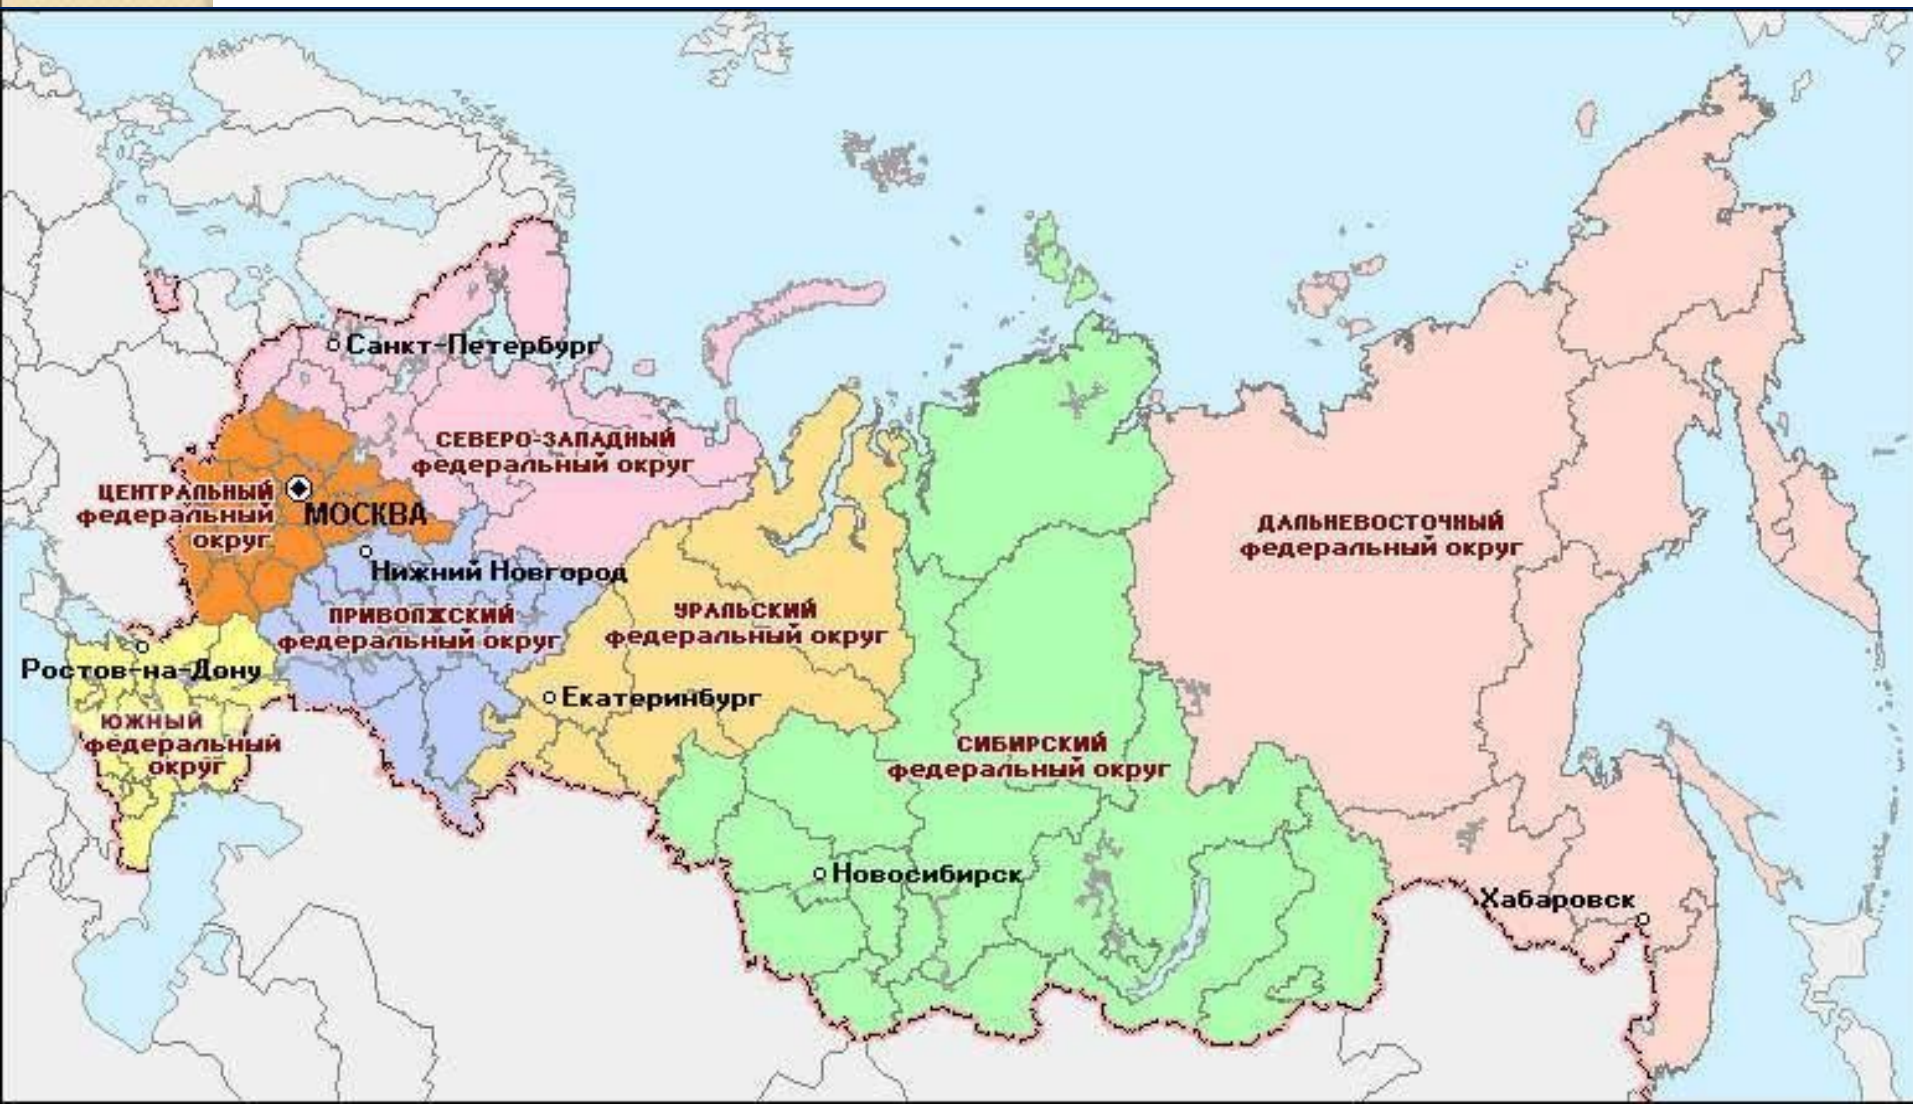 Санкт-Петербург
СЕВЕРО-ЗАПАДНЫЙ
федеральный округ
ЦЕНТРАЛЬНЫЙ
федеральный
округ
МОСКВА
ДАЛЬНЕВОСТОЧНЫЙ
федеральный округ
Нижний Новгород
ПРИВОЛЖСКИЙ
федеральный округ
УРАЛЬСКИЙ
федеральный округ
Ростов-на-Дону
Екатеринбург
ЮЖНЫЙ
федеральный
округ
СИБИРСКИЙ
федеральный округ
Новосибирск
Хабаровск